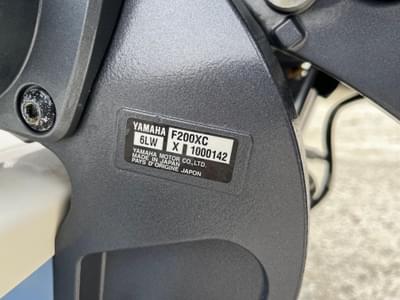 YAMAHA F200XC
6LW X 1000142
YAMAHA MOTOR CO., LTD.
MADE IN JAPAN
PAYS D'ORIGINE JAPON